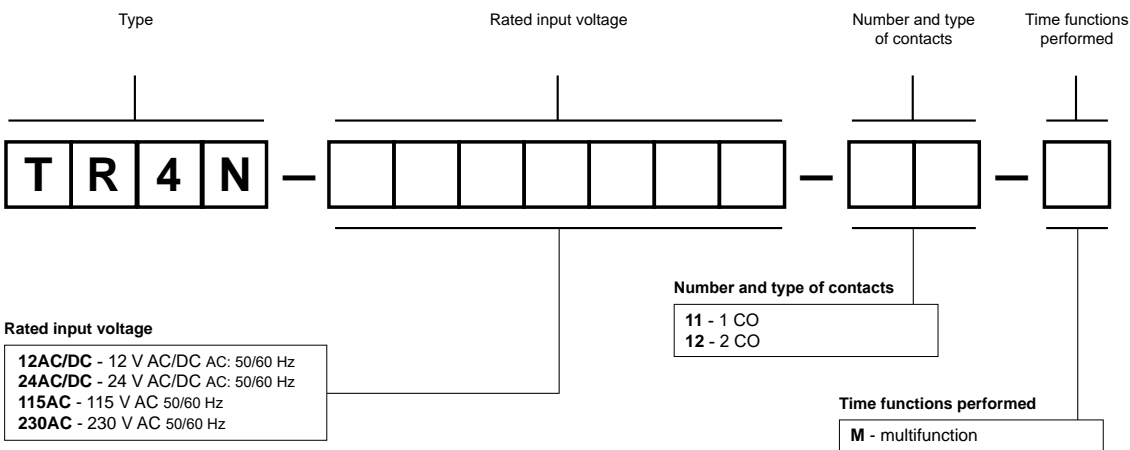 Type
Rated input voltage
Number and type
of contacts
Time functions
performed
TR4N – –  –
Number and type of contacts
11 - 1 CO
12 - 2 CO
Rated input voltage
12AC/DC - 12 V AC/DC AC: 50/60 Hz
24AC/DC - 24 V AC/DC AC: 50/60 Hz
115AC - 115 V AC 50/60 Hz
230AC - 230 V AC 50/60 Hz
Time functions performed
M - multifunction